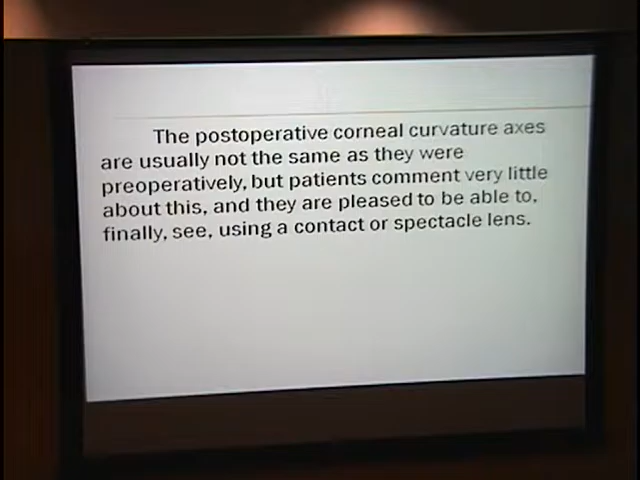 The postoperative corneal curvature axes
are usually not the same as they were
preoperatively, but patients comment very little
about this, and they are pleased to be able to,
finally, see, using a contact or spectacle lens.